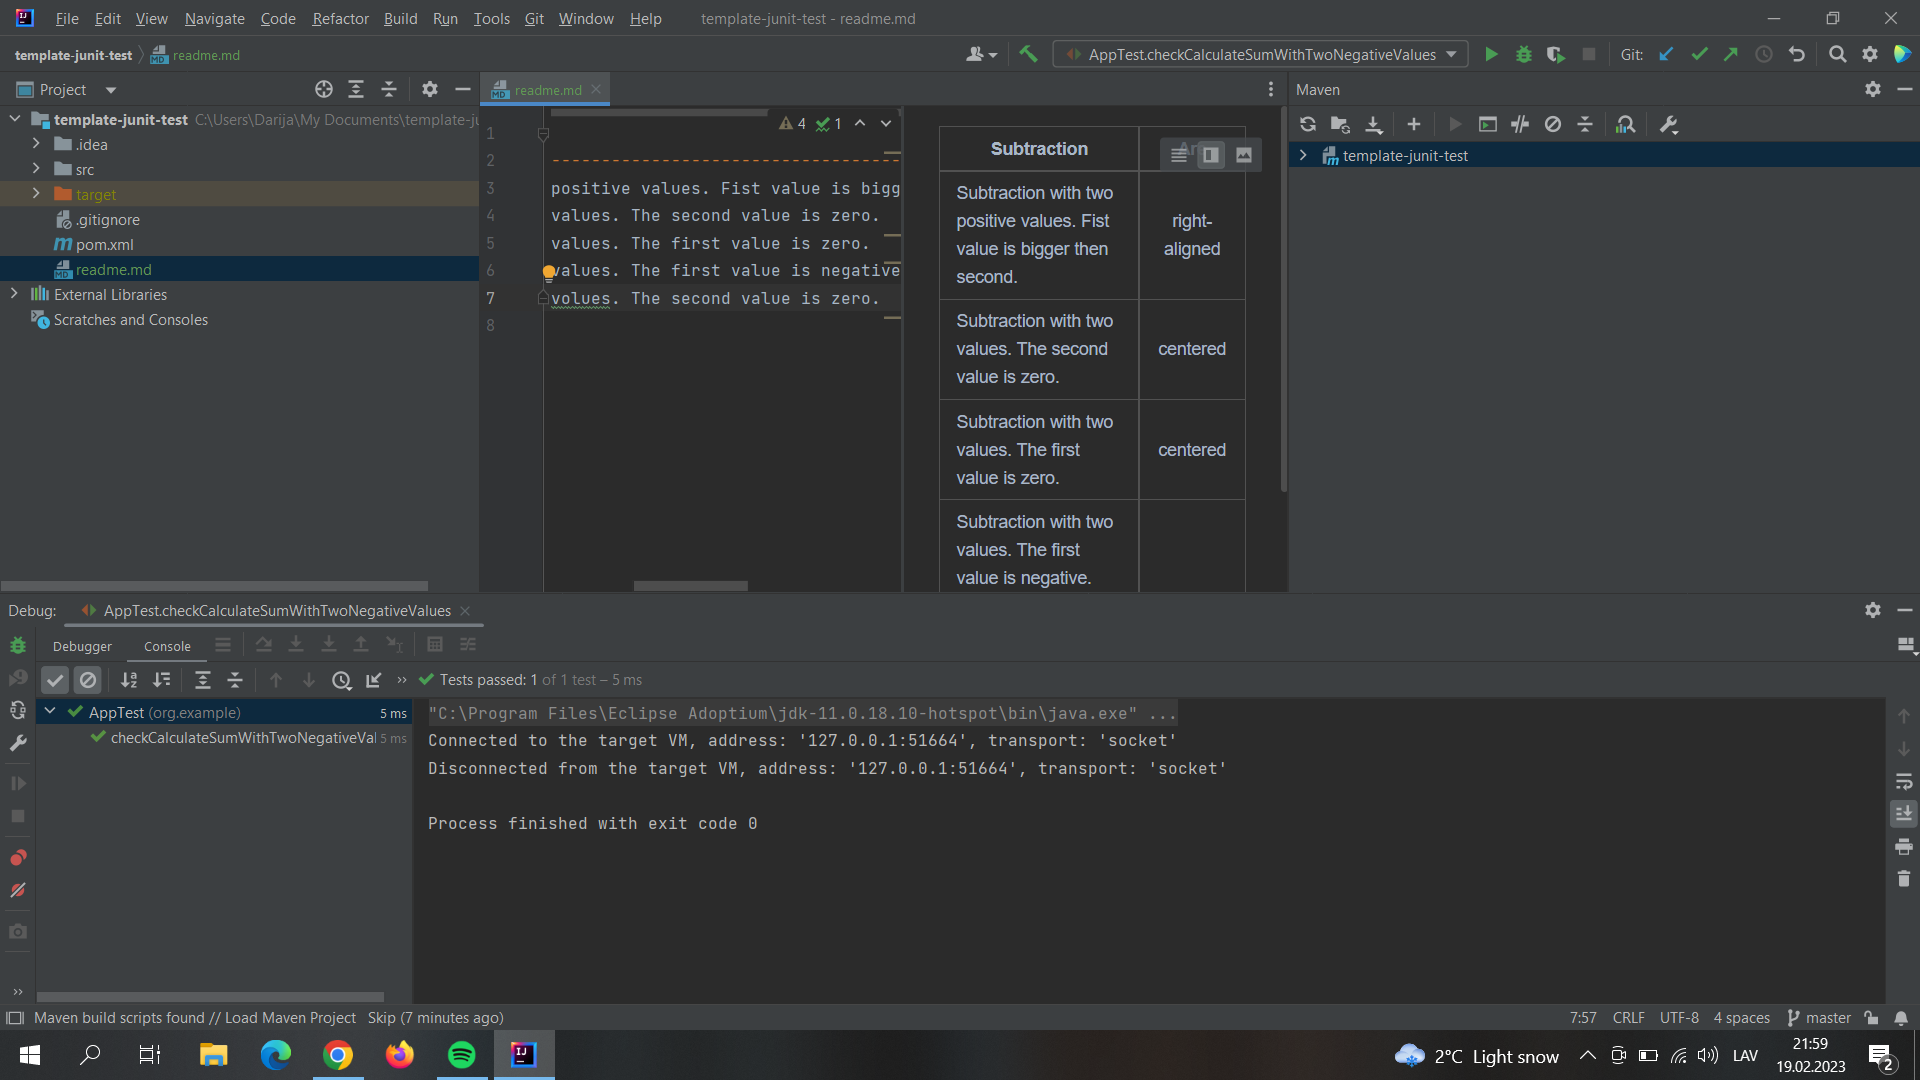 File Edit View Navigate Code Refactor Build Run Tools Git Window Help template-junit-test - readme.md
template-junit-test readme.md AppTest.checkCalculateSumWithTwoNegativeValues Git:
Project
readme.md
Maven
template-junit-test C:\Users\Darija\My Documents\template-ju
.idea
src
target
.gitignore
pom.xml
readme.md
External Libraries
Scratches and Consoles
4 1
1
2 -----------------------------------
3 positive values. Fist value is bigg
4 values. The second value is zero.
5 values. The first value is zero.
6 values. The first value is negative
7 volues. The second value is zero.
8
Subtraction
Subtraction with two
positive values. Fist
value is bigger then
second.
right-
aligned
Subtraction with two
values. The second
value is zero.
centered
Subtraction with two
values. The first
value is zero.
centered
Subtraction with two
values. The first
value is negative.
template-junit-test
Debug: AppTest.checkCalculateSumWithTwoNegativeValues
Debugger Console
Tests passed: 1 of 1 test – 5 ms
AppTest (org.example) 5 ms
checkCalculateSumWithTwoNegativeVal 5 ms
"C:\Program Files\Eclipse Adoptium\jdk-11.0.18.10-hotspot\bin\java.exe" ...
Connected to the target VM, address: '127.0.0.1:51664', transport: 'socket'
Disconnected from the target VM, address: '127.0.0.1:51664', transport: 'socket'
Process finished with exit code 0
Maven build scripts found // Load Maven Project Skip (7 minutes ago)
7:57 CRLF UTF-8 4 spaces master
2°C Light snow
LAV
21:59
19.02.2023
2